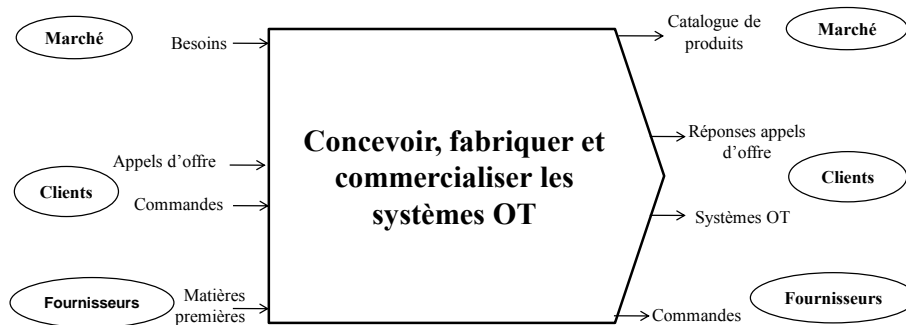 Marché
Besoins
Catalogue de
produits
Marché
Concevoir, fabriquer et
commercialiser les
systèmes OT
Appels d'offre
Clients
Commandes
Réponses appels
d'offre
Clients
Systèmes OT
Fournisseurs
Matières
premières
Commandes
Fournisseurs